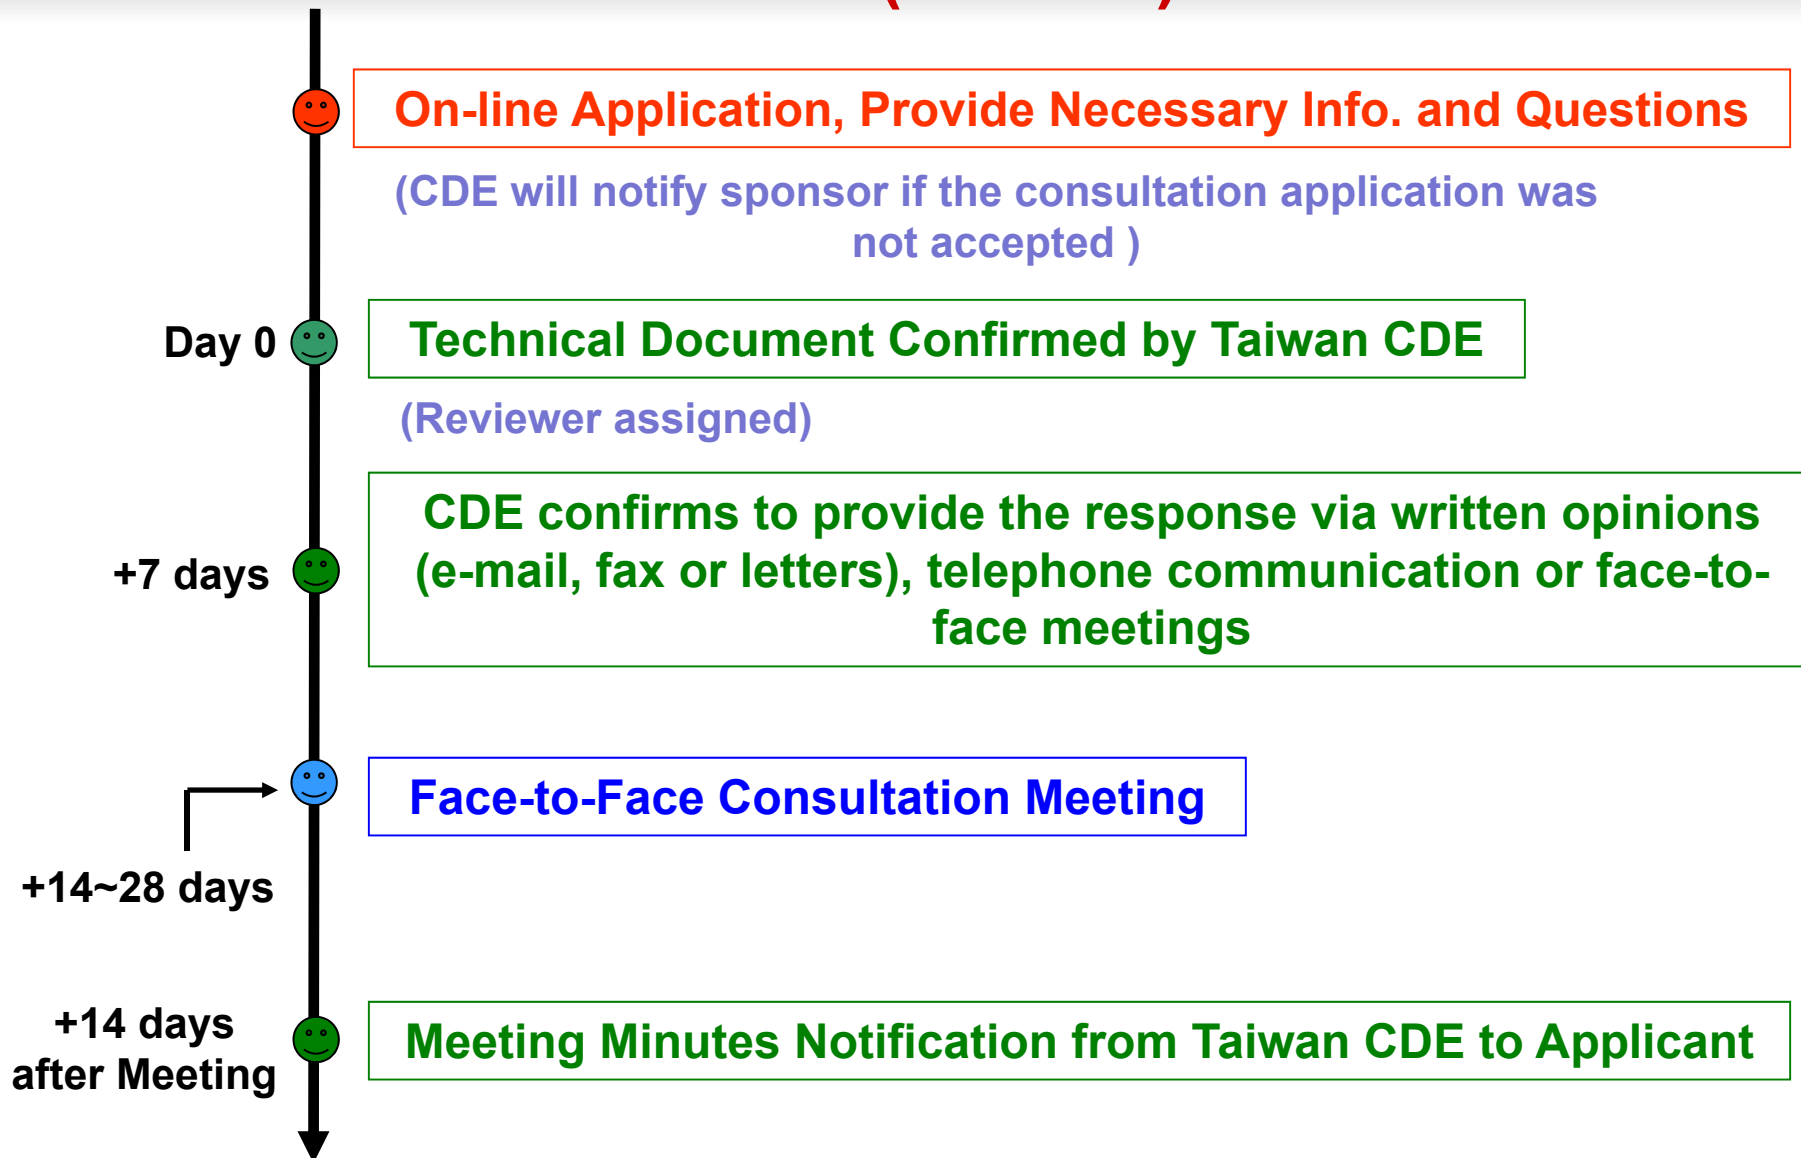 On-line Application, Provide Necessary Info. and Questions
(CDE will notify sponsor if the consultation application was
not accepted )
Day 0
Technical Document Confirmed by Taiwan CDE
(Reviewer assigned)
+7 days
CDE confirms to provide the response via written opinions
(e-mail, fax or letters), telephone communication or face-to-
face meetings
Face-to-Face Consultation Meeting
+14~28 days
+14 days
after Meeting
Meeting Minutes Notification from Taiwan CDE to Applicant